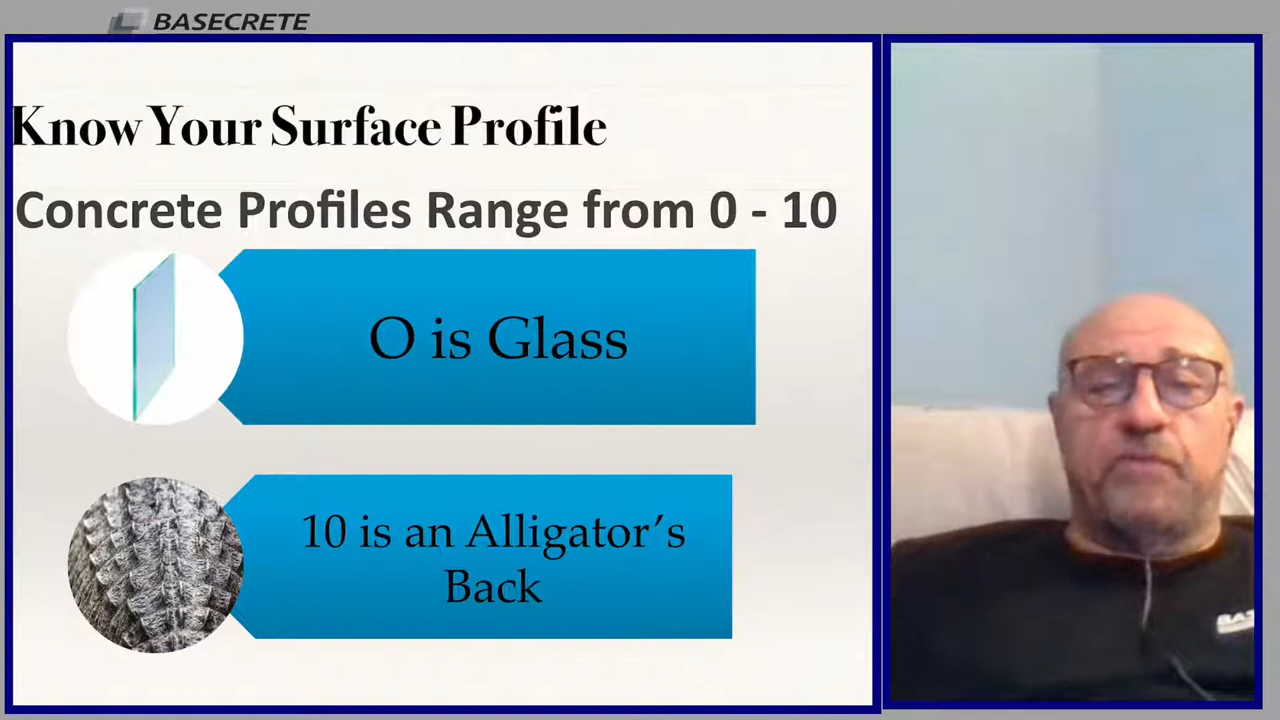 BASECRETE
Know Your Surface Profile
Concrete Profiles Range from 0 - 10
O is Glass
10 is an Alligator’s
Back